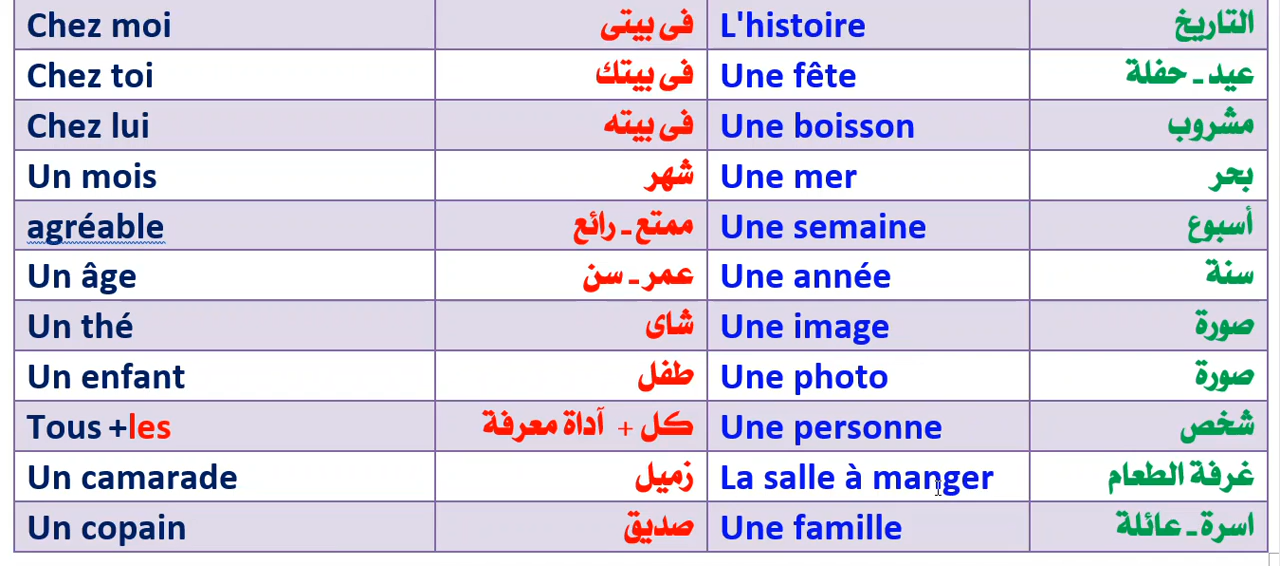 Chez moi فى بيتى L'histoire التاريخ
Chez toi فى بيتك Une fête عيد ـ حفلة
Chez lui فى بيته Une boisson مشروب
Un mois شهر Une mer بحر
agréable ممتع ـ رائع Une semaine أسبوع
Un âge عمر ـ سن Une année سنة
Un thé شاى Une image صورة
Un enfant طفل Une photo صورة
Tous +les كل + آداة معرفة Une personne شخص
Un camarade زميل La salle à manger غرفة الطعام
Un copain صديق Une famille اسرة ـ عائلة